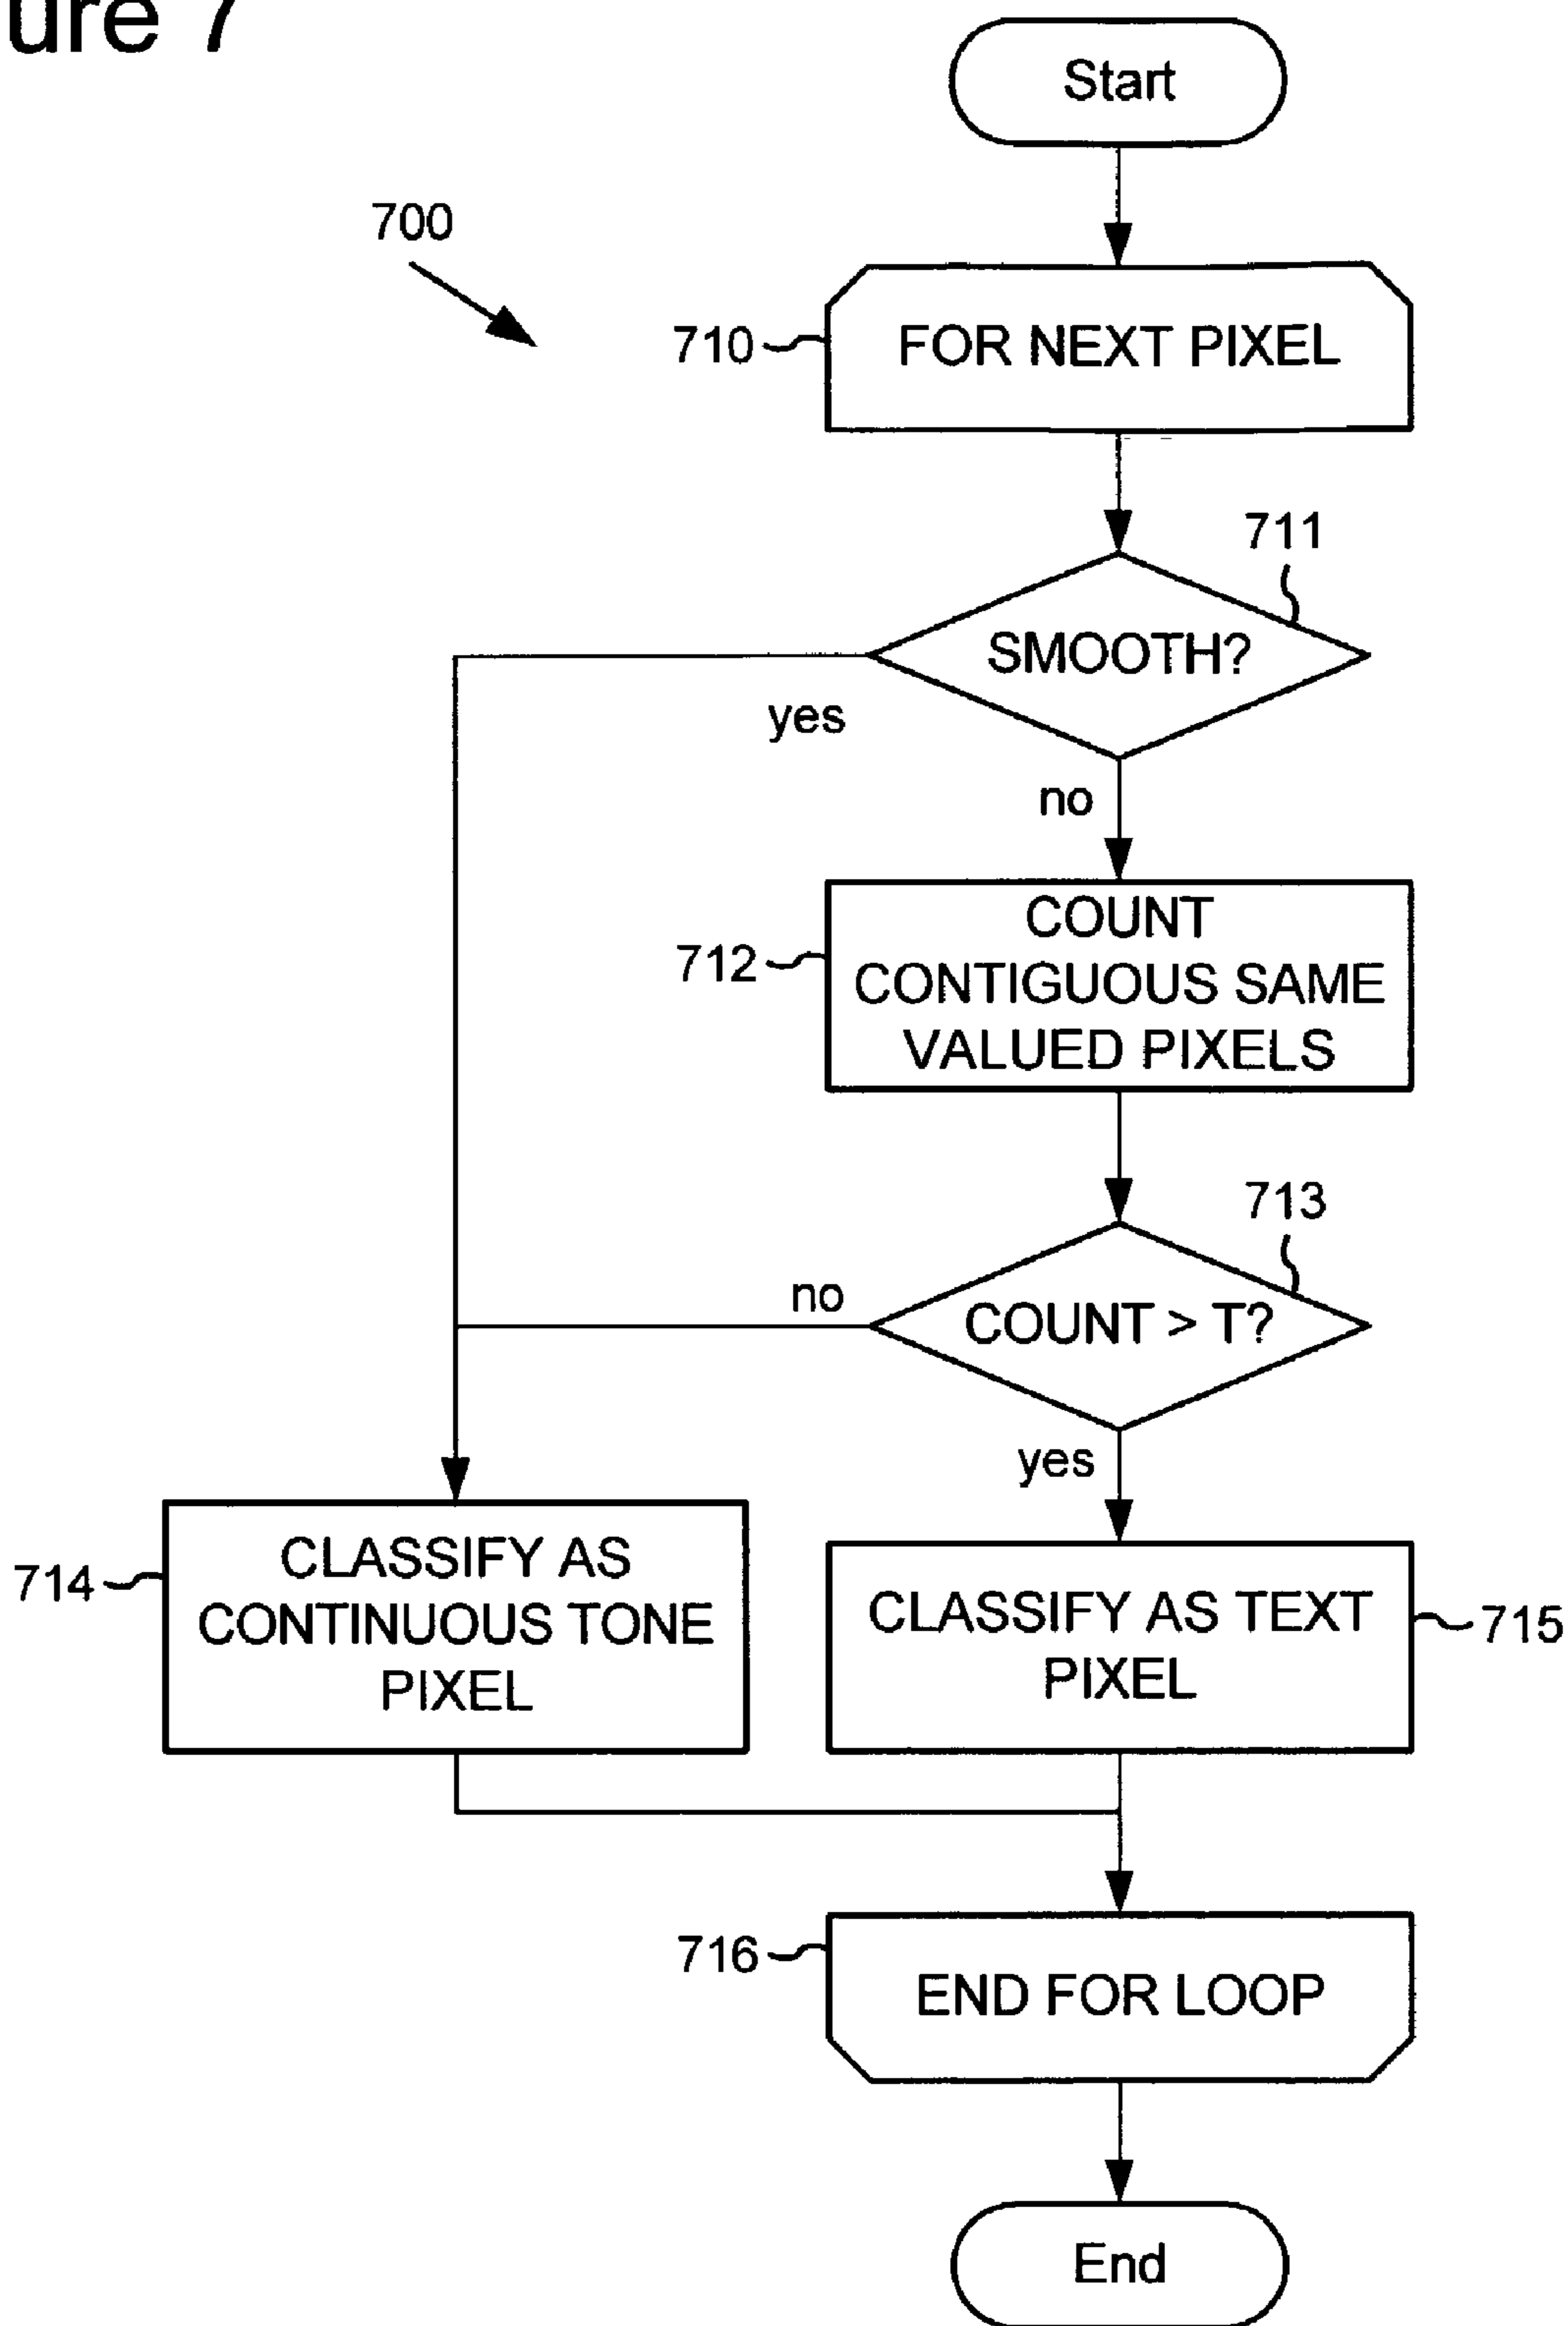 ure 7
Start
700
710
FOR NEXT PIXEL
711
SMOOTH?
yes
no
COUNT
712
CONTIGUOUS SAME
VALUED PIXELS
713
no
COUNT > T?
yes
714
CLASSIFY AS
CONTINUOUS TONE
PIXEL
CLASSIFY AS TEXT
PIXEL
715
716
END FOR LOOP
End